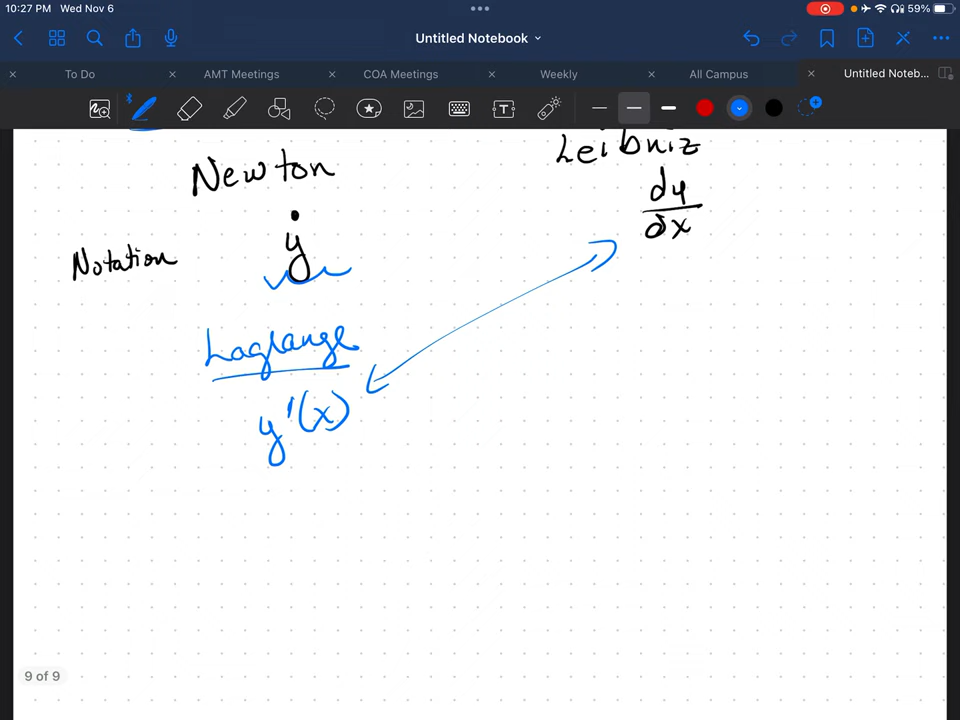 10:27 PM Wed Nov 6
59%
Untitled Notebook
To Do
AMT Meetings
COA Meetings
Weekly
All Campus
Untitled Noteb...
Leibniz
Newton
dy
dx
ẏ
Notation
Lagrange
y'(x)
9 of 9